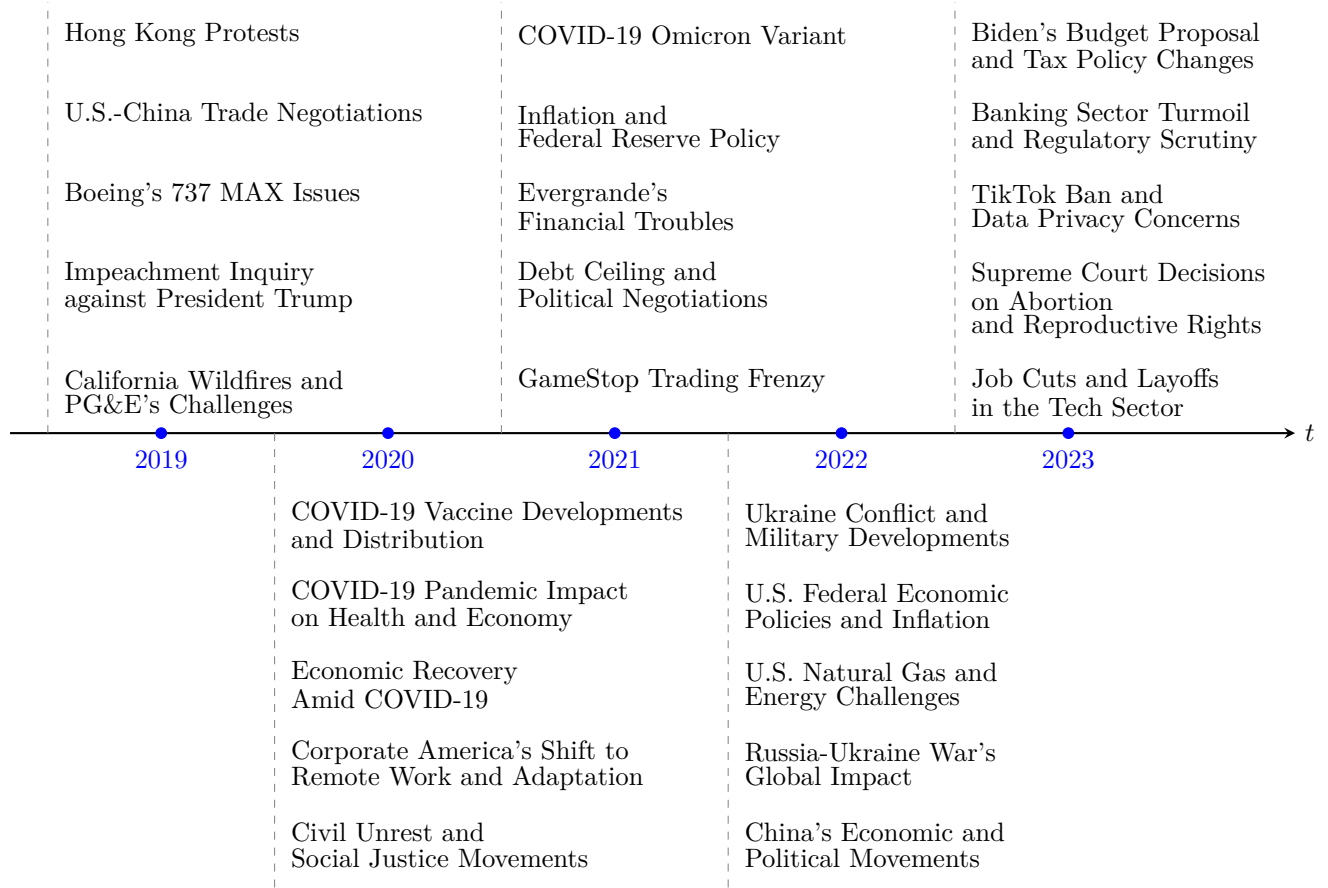 Hong Kong Protests
U.S.-China Trade Negotiations
Boeing's 737 MAX Issues
Impeachment Inquiry
against President Trump
California Wildfires and
PG&E's Challenges
COVID-19 Omicron Variant
Inflation and
Federal Reserve Policy
Evergrande's
Financial Troubles
Debt Ceiling and
Political Negotiations
GameStop Trading Frenzy
Biden's Budget Proposal
and Tax Policy Changes
Banking Sector Turmoil
and Regulatory Scrutiny
TikTok Ban and
Data Privacy Concerns
Supreme Court Decisions
on Abortion
and Reproductive Rights
Job Cuts and Layoffs
in the Tech Sector
t
2019
2020
2021
2022
2023
COVID-19 Vaccine Developments
and Distribution
COVID-19 Pandemic Impact
on Health and Economy
Economic Recovery
Amid COVID-19
Corporate America's Shift to
Remote Work and Adaptation
Civil Unrest and
Social Justice Movements
Ukraine Conflict and
Military Developments
U.S. Federal Economic
Policies and Inflation
U.S. Natural Gas and
Energy Challenges
Russia-Ukraine War's
Global Impact
China's Economic and
Political Movements